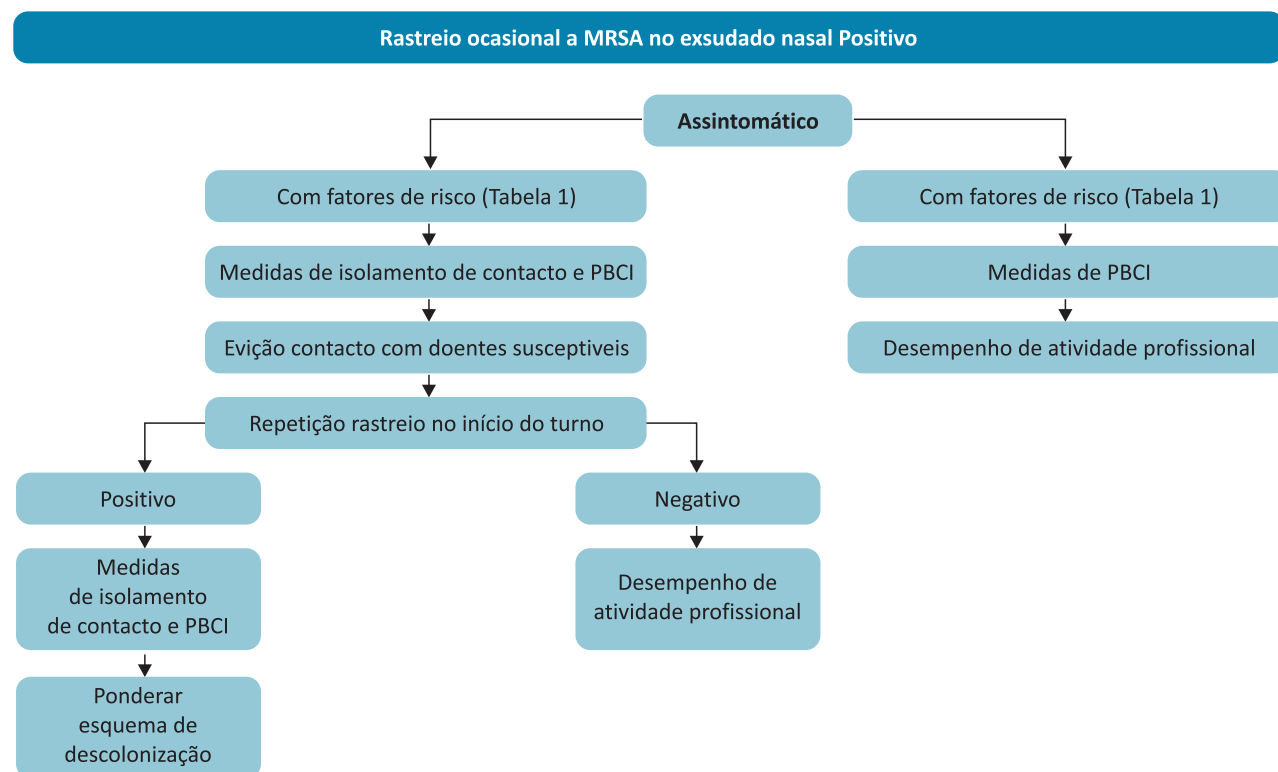 Rastreio ocasional a MRSA no exsudado nasal Positivo
Assintomático
Com fatores de risco (Tabela 1)
Com fatores de risco (Tabela 1)
Medidas de isolamento de contacto e PBCI
Medidas de PBCI
Evição contacto com doentes susceptiveis
Desempenho de atividade profissional
Repetição rastreio no início do turno
Positivo
Negativo
Medidas
de isolamento
de contacto e PBCI
Desempenho de
atividade profissional
Ponderar
esquema de
descolonização